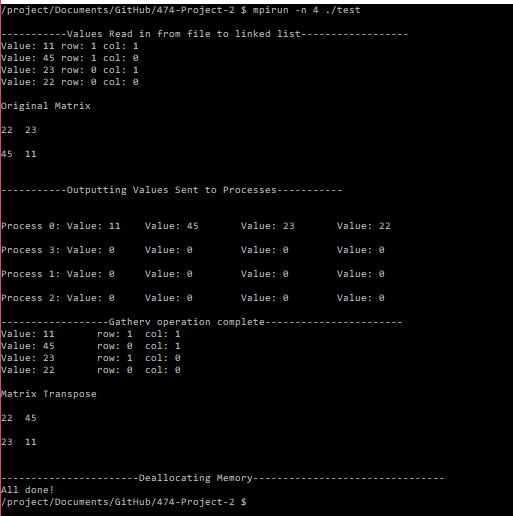 /project/Documents/GitHub/474-Project-2 $ mpirun -n 4 ./test
-----------Values Read in from file to linked list------------------
Value: 11 row: 1 col: 1
Value: 45 row: 1 col: 0
Value: 23 row: 0 col: 1
Value: 22 row: 0 col: 0
Original Matrix
22  23
45  11
-----------Outputting Values Sent to Processes-----------
Process 0: Value: 11    Value: 45       Value: 23       Value: 22
Process 3: Value: 0     Value: 0        Value: 0        Value: 0
Process 1: Value: 0     Value: 0        Value: 0        Value: 0
Process 2: Value: 0     Value: 0        Value: 0        Value: 0
------------------Gatherv operation complete-----------------------
Value: 11       row: 1  col: 1
Value: 45       row: 0  col: 1
Value: 23       row: 1  col: 0
Value: 22       row: 0  col: 0
Matrix Transpose
22  45
23  11
-----------------------Deallocating Memory--------------------------------
All done!
/project/Documents/GitHub/474-Project-2 $